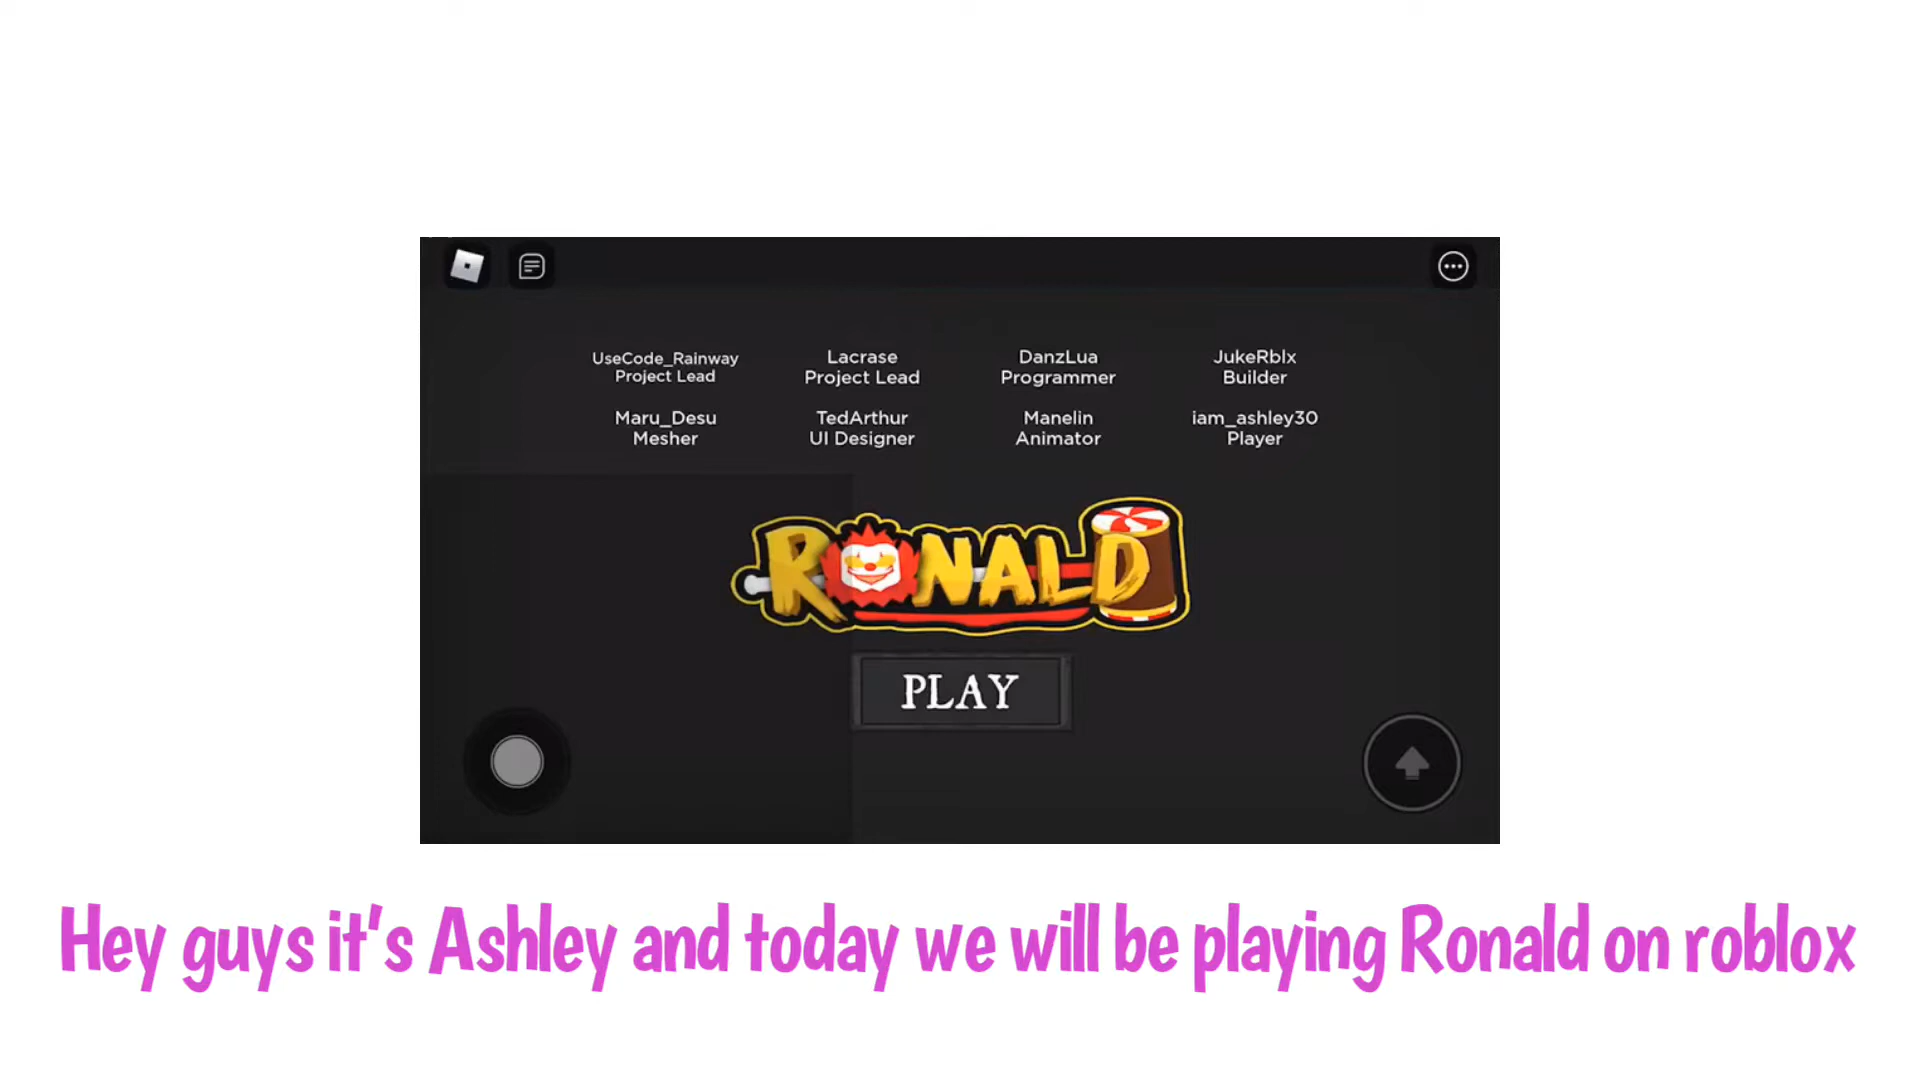 UseCode_Rainway
Project Lead
Lacrase
Project Lead
DanzLua
Programmer
JukeRblx
Builder
Maru_Desu
Mesher
TedArthur
UI Designer
Manelin
Animator
iam_ashley30
Player
RONALD
PLAY
Hey guys it's Ashley and today we will be playing Ronald on roblox